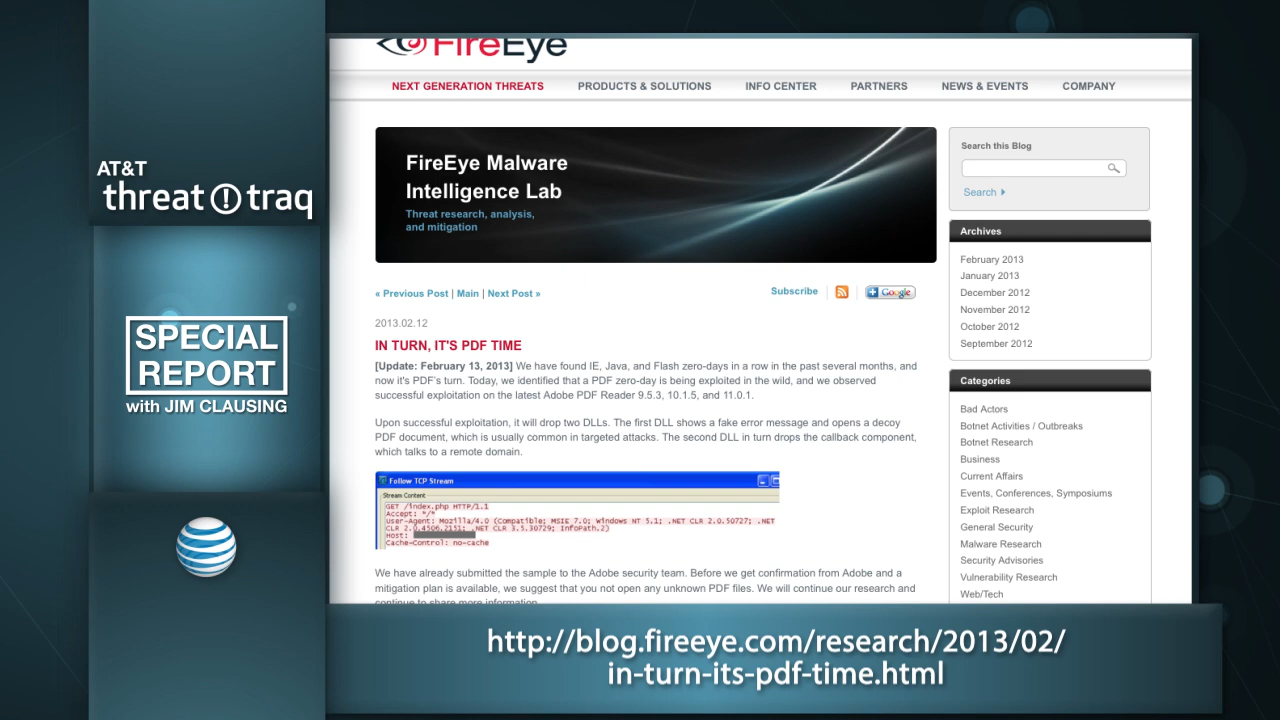 AT&T
threat traq
SPECIAL
REPORT
with JIM CLAUSING
FireEye
NEXT GENERATION THREATS PRODUCTS & SOLUTIONS INFO CENTER PARTNERS NEWS & EVENTS COMPANY
FireEye Malware
Intelligence Lab
Threat research, analysis,
and mitigation
« Previous Post | Main | Next Post »
Subscribe
Google
2013.02.12
IN TURN, IT'S PDF TIME
[Update: February 13, 2013] We have found IE, Java, and Flash zero-days in a row in the past several months, and
now it's PDF's turn. Today, we identified that a PDF zero-day is being exploited in the wild, and we observed
successful exploitation on the latest Adobe PDF Reader 9.5.3, 10.1.5, and 11.0.1.
Upon successful exploitation, it will drop two DLLs. The first DLL shows a fake error message and opens a decoy
PDF document, which is usually common in targeted attacks. The second DLL in turn drops the callback component,
which talks to a remote domain.
Follow TCP Stream
Stream Content
GET /index.php HTTP/1.1
Accept: */*
User-Agent: Mozilla/4.0 (Compatible; MSIE 7.0; Windows NT 5.1; .NET CLR 2.0.50727; .NET
CLR 2.0.4506.2152; .NET CLR 3.5.30729; InfoPath.2)
Host:
Cache-Control: no-cache
We have already submitted the sample to the Adobe security team. Before we get confirmation from Adobe and a
mitigation plan is available, we suggest that you not open any unknown PDF files. We will continue our research and
continue to share more information.
Search this Blog
Search
Archives
February 2013
January 2013
December 2012
November 2012
October 2012
September 2012
Categories
Bad Actors
Botnet Activities / Outbreaks
Botnet Research
Business
Current Affairs
Events, Conferences, Symposiums
Exploit Research
General Security
Malware Research
Security Advisories
Vulnerability Research
Web/Tech
http://blog.fireeye.com/research/2013/02/
in-turn-its-pdf-time.html